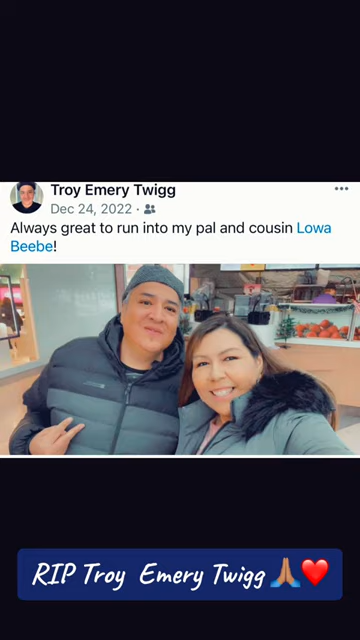 Troy Emery Twigg
Dec 24, 2022 ·
Always great to run into my pal and cousin Lowa
Beebe!
RIP Troy Emery Twigg 🙏🏽❤️